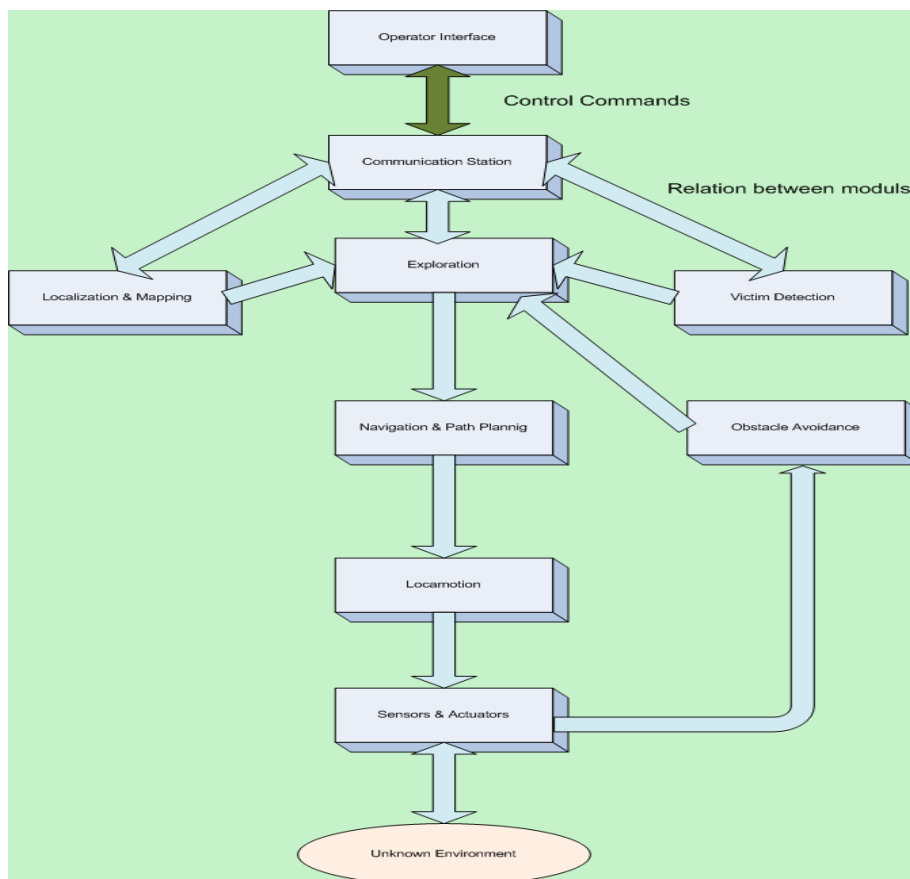 Operator Interface
Control Commands
Communication Station
Relation between moduls
Exploration
Localization & Mapping
Victim Detection
Navigation & Path Plannig
Obstacle Avoidance
Locamotion
Sensors & Actuators
Unknown Environment